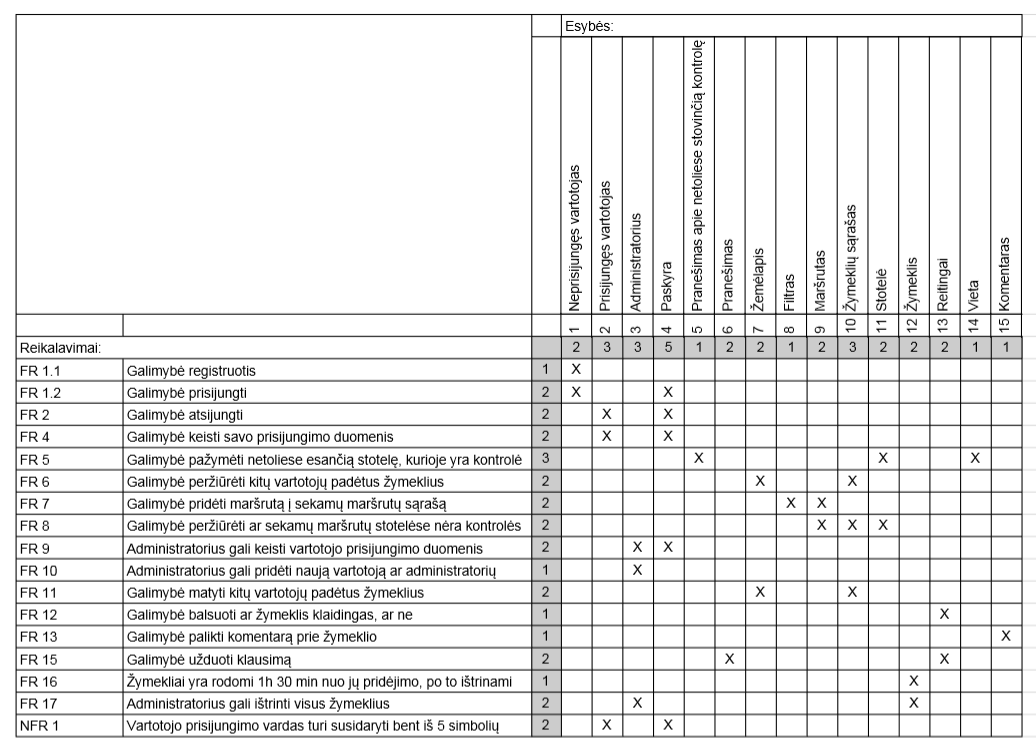 Esybės:
Neprisijungęs vartotojas
Prisijungęs vartotojas
Administratorius
Paskyra
Pranešimas apie netoliese stovinčią kontrolę
Pranešimas
Žemėlapis
Filtras
Maršrutas
Žymeklių sąrašas
Stotelė
Žymeklis
Reitingai
Vieta
Komentaras
1 2 3 4 5 6 7 8 9 10 11 12 13 14 15
Reikalavimai: 2 3 3 5 1 2 2 1 2 3 2 2 2 1 1
FR 1.1 Galimybė registruotis 1 X
FR 1.2 Galimybė prisijungti 2 X X
FR 2 Galimybė atsijungti 2 X X
FR 4 Galimybė keisti savo prisijungimo duomenis 2 X X
FR 5 Galimybė pažymėti netoliese esančią stotelę, kurioje yra kontrolė 3 X X X
FR 6 Galimybė peržiūrėti kitų vartotojų padėtus žymeklius 2 X X
FR 7 Galimybė pridėti maršrutą į sekamų maršrutų sąrašą 2 X X
FR 8 Galimybė peržiūrėti ar sekamų maršrutų stotelėse nėra kontrolės 2 X X X
FR 9 Administratorius gali keisti vartotojo prisijungimo duomenis 2 X X
FR 10 Administratorius gali pridėti naują vartotoją ar administratorių 1 X
FR 11 Galimybė matyti kitų vartotojų padėtus žymeklius 2 X X
FR 12 Galimybė balsuoti ar žymeklis klaidingas, ar ne 1 X
FR 13 Galimybė palikti komentarą prie žymeklio 1 X
FR 15 Galimybė užduoti klausimą 2 X X
FR 16 Žymekliai yra rodomi 1h 30 min nuo jų pridėjimo, po to ištrinami 1 X
FR 17 Administratorius gali ištrinti visus žymeklius 2 X X
NFR 1 Vartotojo prisijungimo vardas turi susidaryti bent iš 5 simbolių 2 X X